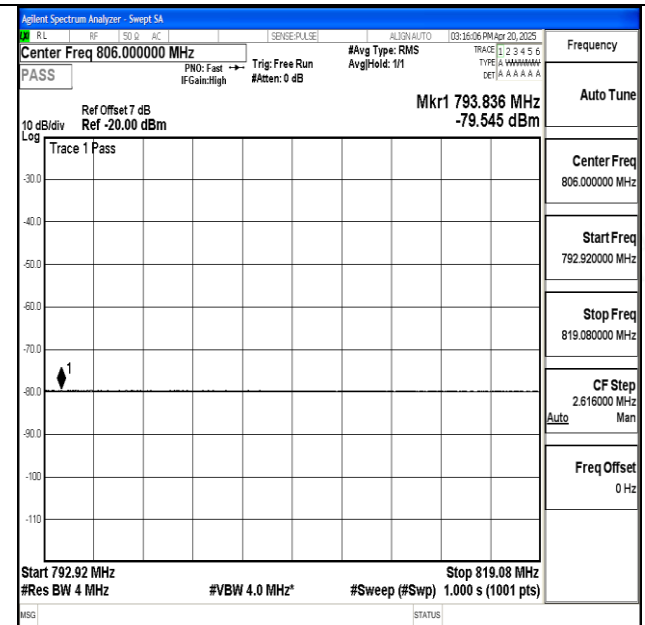 Agilent Spectrum Analyzer - Swept SA
LXI RL RF 50 Ω AC SENSE:PULSE ALIGN AUTO 03:16:06 PM Apr 20, 2025
Center Freq 806.000000 MHz
PASS
PNO: Fast
IFGain:High
Trig: Free Run
#Atten: 0 dB
#Avg Type: RMS
Avg|Hold: 1/1
TRACE 1 2 3 4 5 6
TYPE A WWWWW
DET A A A A A A
Frequency
Auto Tune
Ref Offset 7 dB
10 dB/div Ref -20.00 dBm
Log
Mkr1 793.836 MHz
-79.545 dBm
Trace 1 Pass
-30.0
-40.0
-50.0
-60.0
-70.0
1
-80.0
-90.0
-100
-110
Center Freq
806.000000 MHz
Start Freq
792.920000 MHz
Stop Freq
819.080000 MHz
CF Step
2.616000 MHz
Auto Man
Freq Offset
0 Hz
Start 792.92 MHz Stop 819.08 MHz
#Res BW 4 MHz #VBW 4.0 MHz* #Sweep (#Swp) 1.000 s (1001 pts)
MSG STATUS